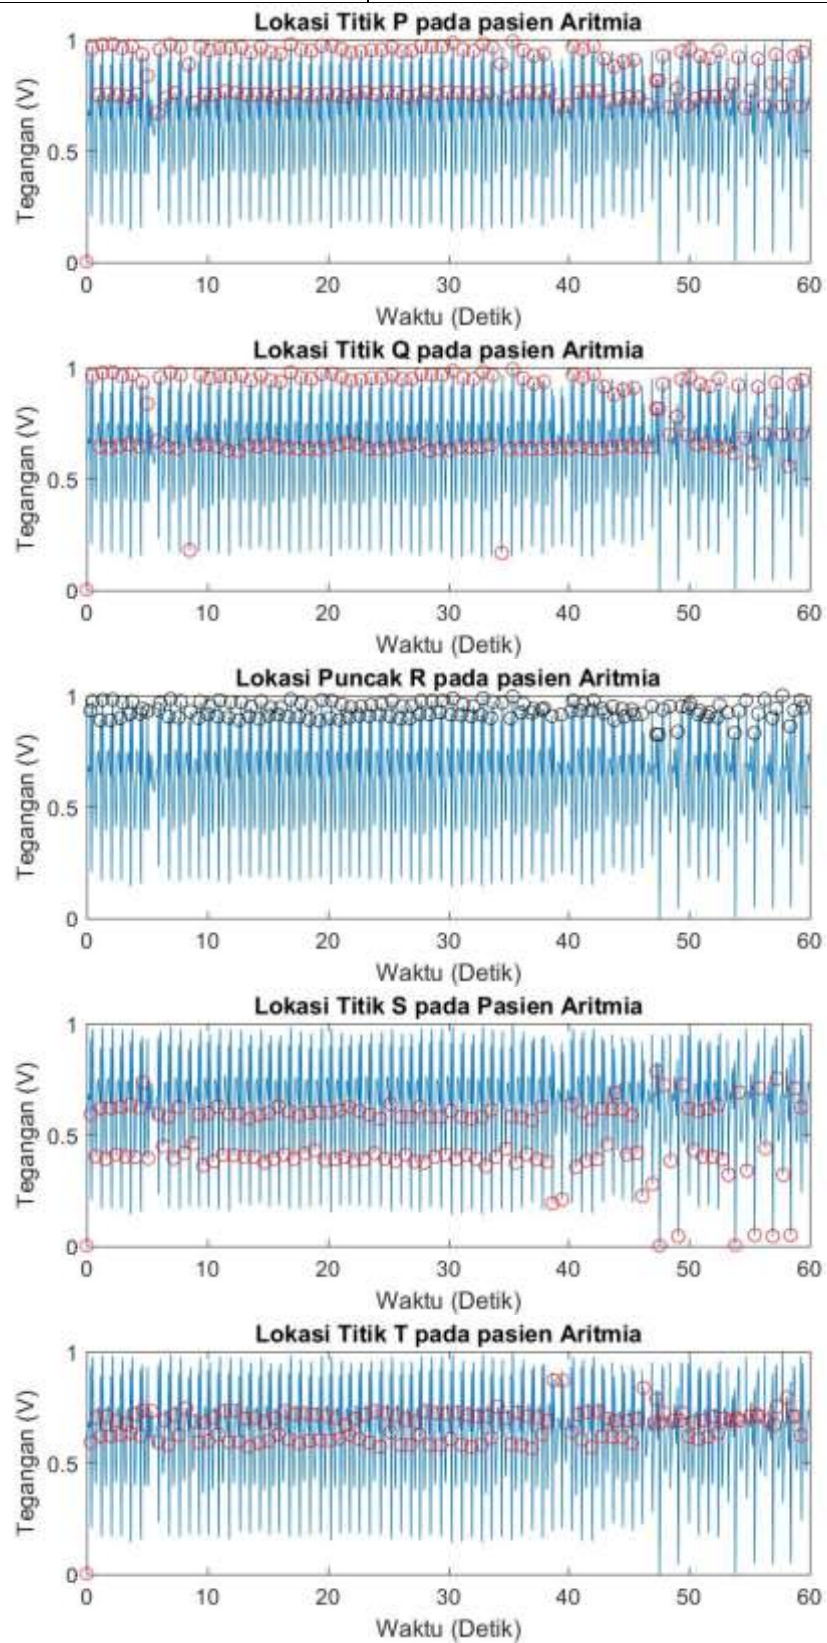 Lokasi Titik P pada pasien Aritmia
1
0.5
0
Tegangan (V)
0 10 20 30 40 50 60
Waktu (Detik)
Lokasi Titik Q pada pasien Aritmia
1
0.5
0
Tegangan (V)
0 10 20 30 40 50 60
Waktu (Detik)
Lokasi Puncak R pada pasien Aritmia
1
0.5
0
Tegangan (V)
0 10 20 30 40 50 60
Waktu (Detik)
Lokasi Titik S pada Pasien Aritmia
1
0.5
0
Tegangan (V)
0 10 20 30 40 50 60
Waktu (Detik)
Lokasi Titik T pada pasien Aritmia
1
0.5
0
Tegangan (V)
0 10 20 30 40 50 60
Waktu (Detik)